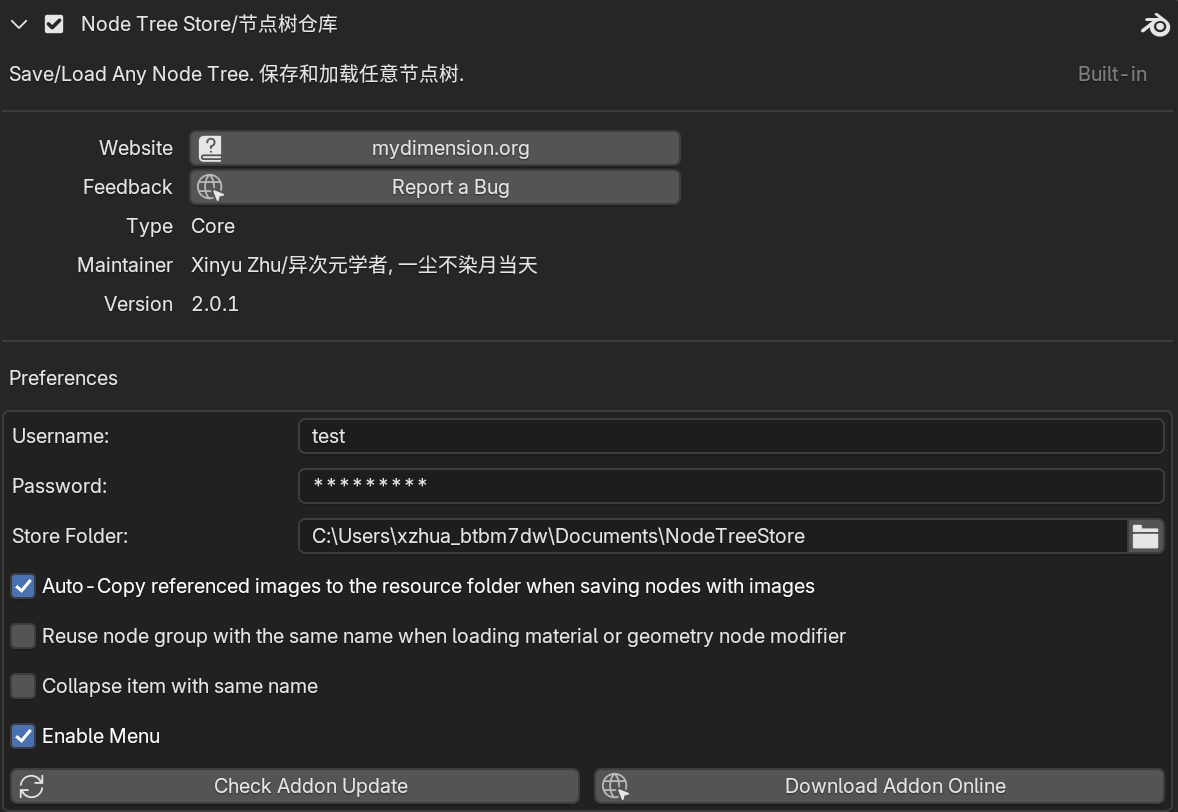 Node Tree Store/节点树仓库
Save/Load Any Node Tree. 保存和加载任意节点树.
Built-in
Website mydimension.org
Feedback Report a Bug
Type Core
Maintainer Xinyu Zhu/异次元学者, 一尘不染月当天
Version 2.0.1
Preferences
Username: test
Password: *********
Store Folder: C:\Users\xzhua_btbm7dw\Documents\NodeTreeStore
Auto-Copy referenced images to the resource folder when saving nodes with images
Reuse node group with the same name when loading material or geometry node modifier
Collapse item with same name
Enable Menu
Check Addon Update Download Addon Online